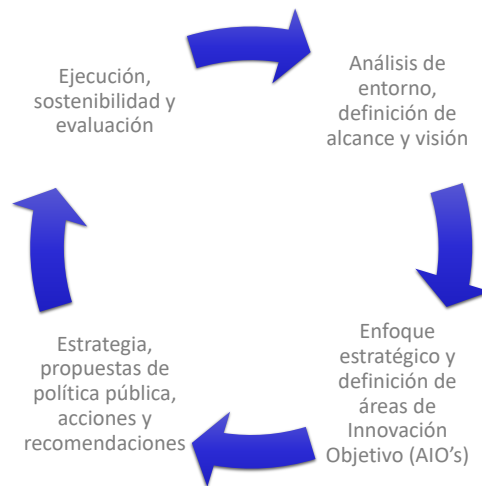 Ejecución,
sostenibilidad y
evaluación
Análisis de
entorno,
definición de
alcance y visión
Enfoque
estratégico y
definición de
áreas de
Innovación
Objetivo (AIO’s)
Estrategia,
propuestas de
política pública,
acciones y
recomendaciones